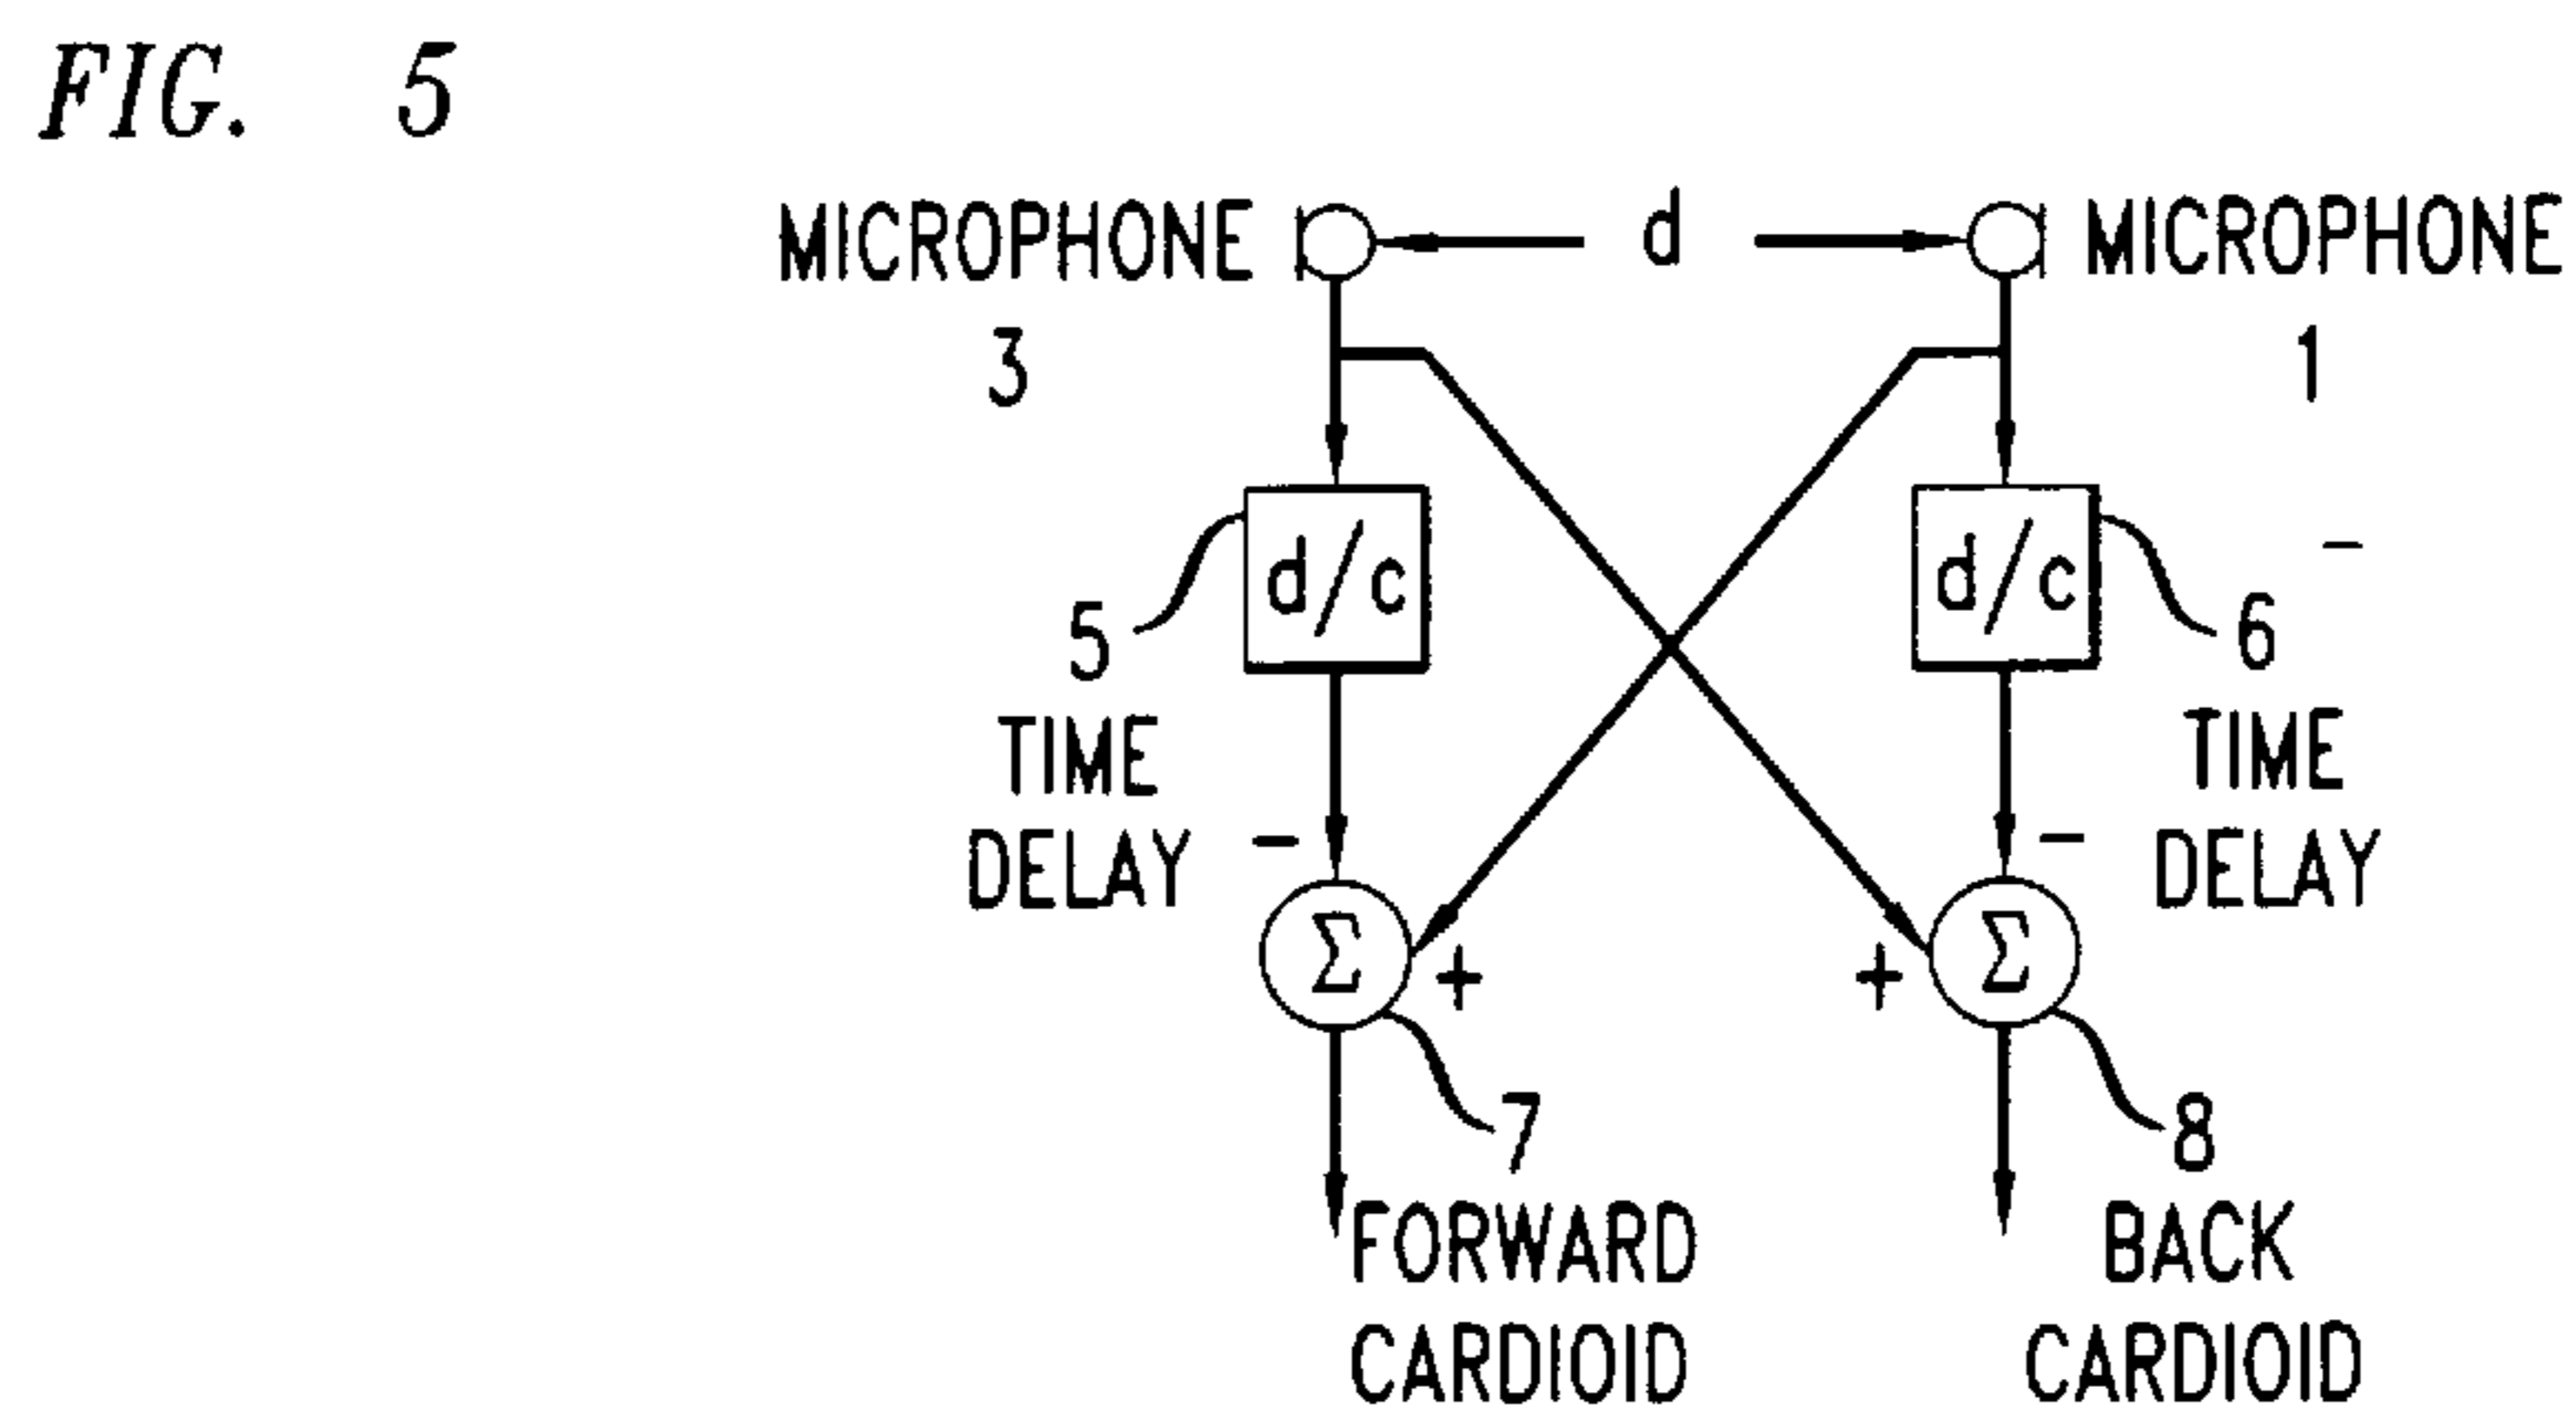 FIG. 5
MICROPHONE d MICROPHONE
3 1
d/c d/c -
5 6
TIME TIME
DELAY - - DELAY
Σ Σ
+ +
7 8
FORWARD BACK
CARDIOID CARDIOID